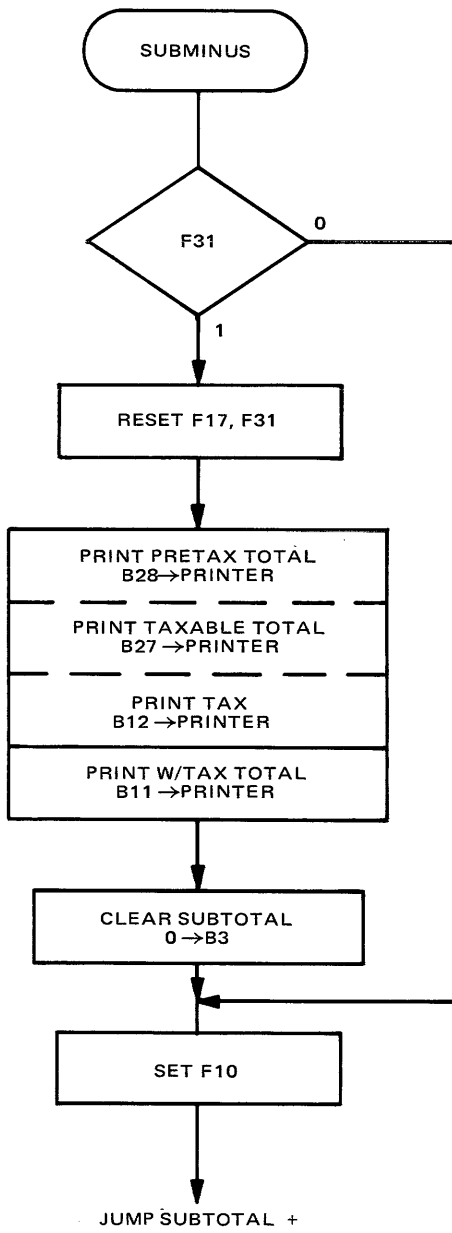 SUBMINUS
F31
0
1
RESET F17, F31
PRINT PRETAX TOTAL
B28→PRINTER
PRINT TAXABLE TOTAL
B27→PRINTER
PRINT TAX
B12→PRINTER
PRINT W/TAX TOTAL
B11→PRINTER
CLEAR SUBTOTAL
0→B3
SET F10
JUMP SUBTOTAL +